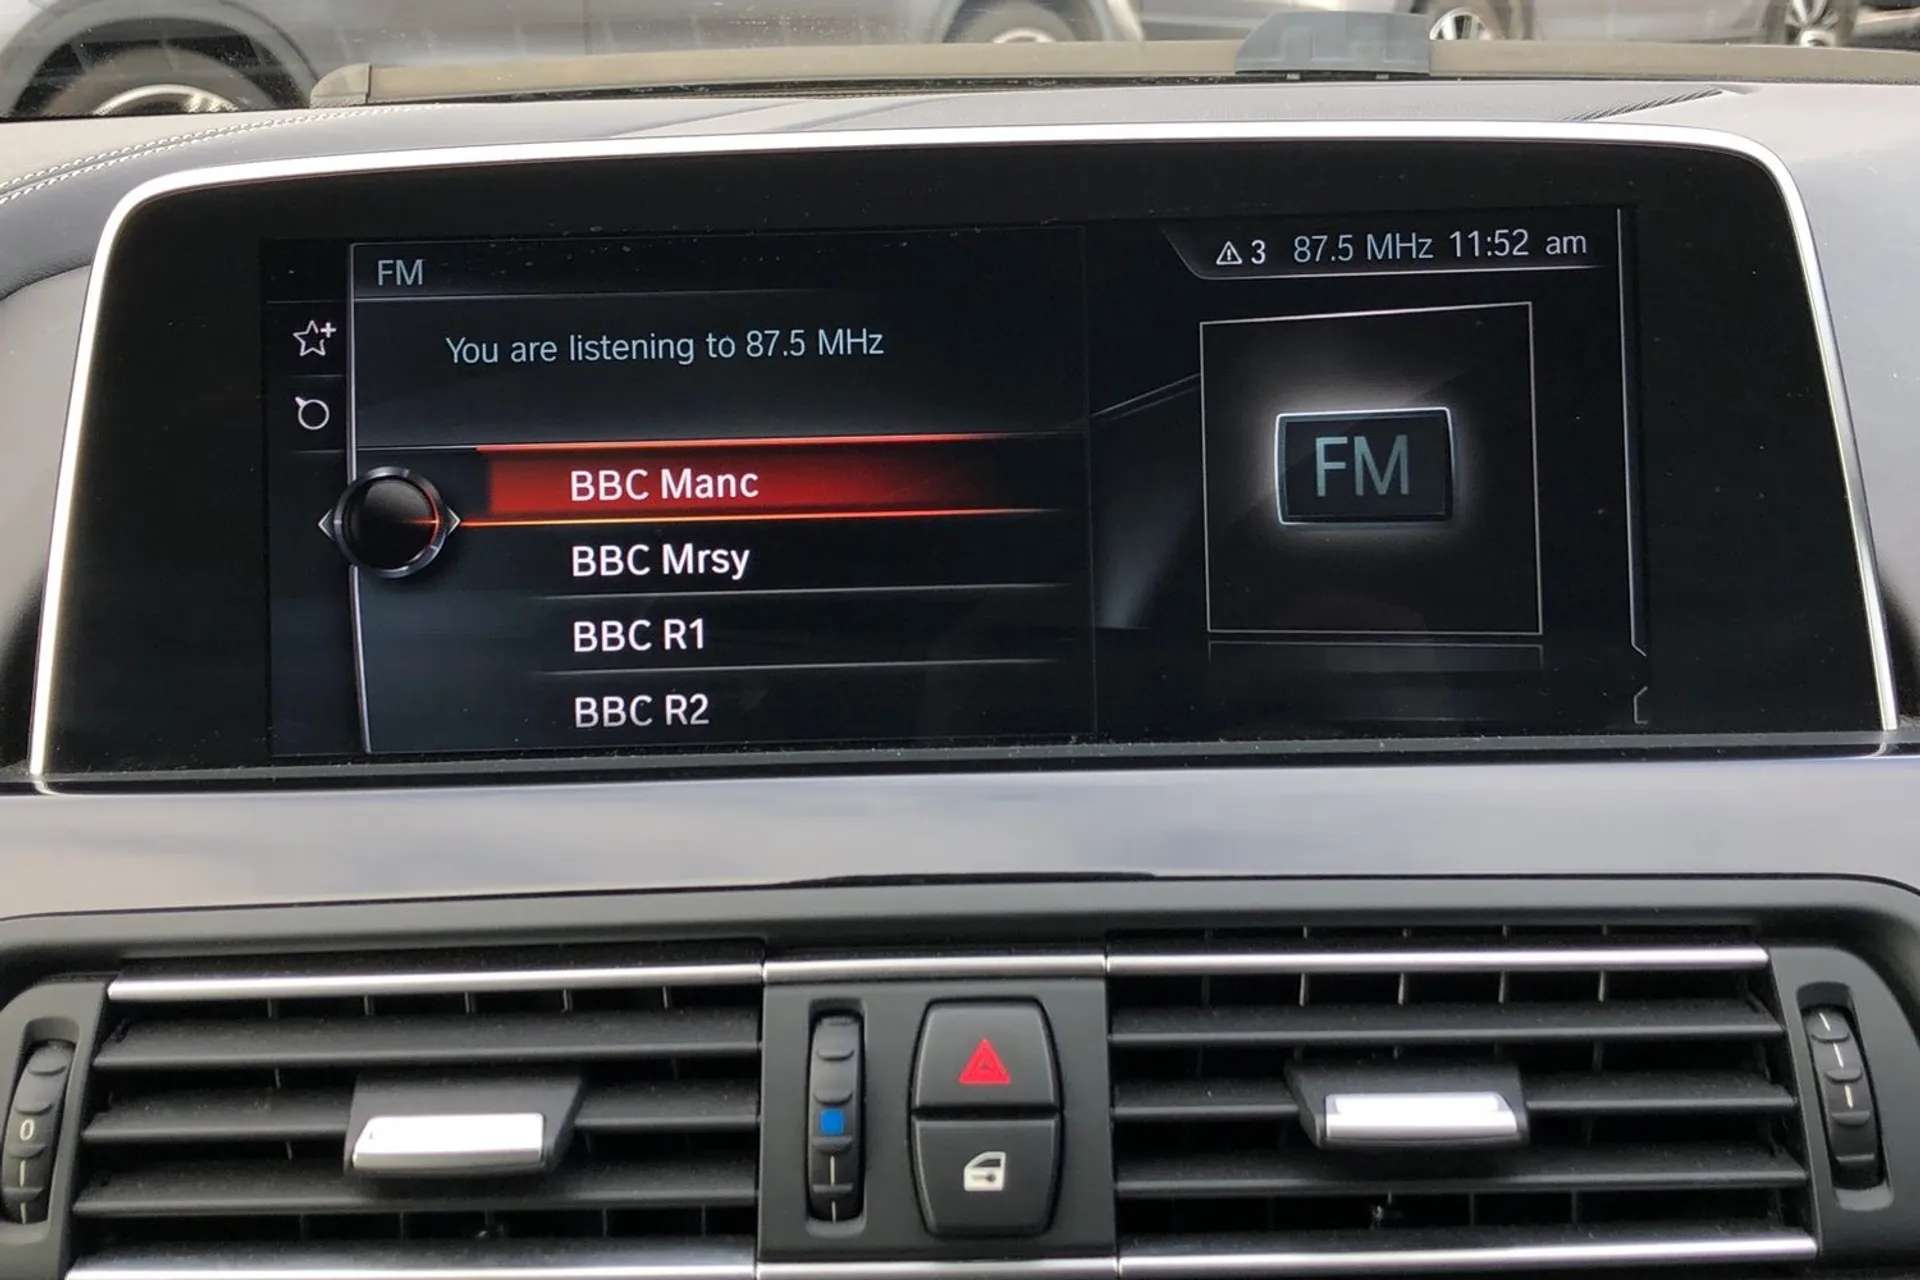 FM
3 87.5 MHz 11:52 am
You are listening to 87.5 MHz
BBC Manc
BBC Mrsy
BBC R1
BBC R2
FM
0